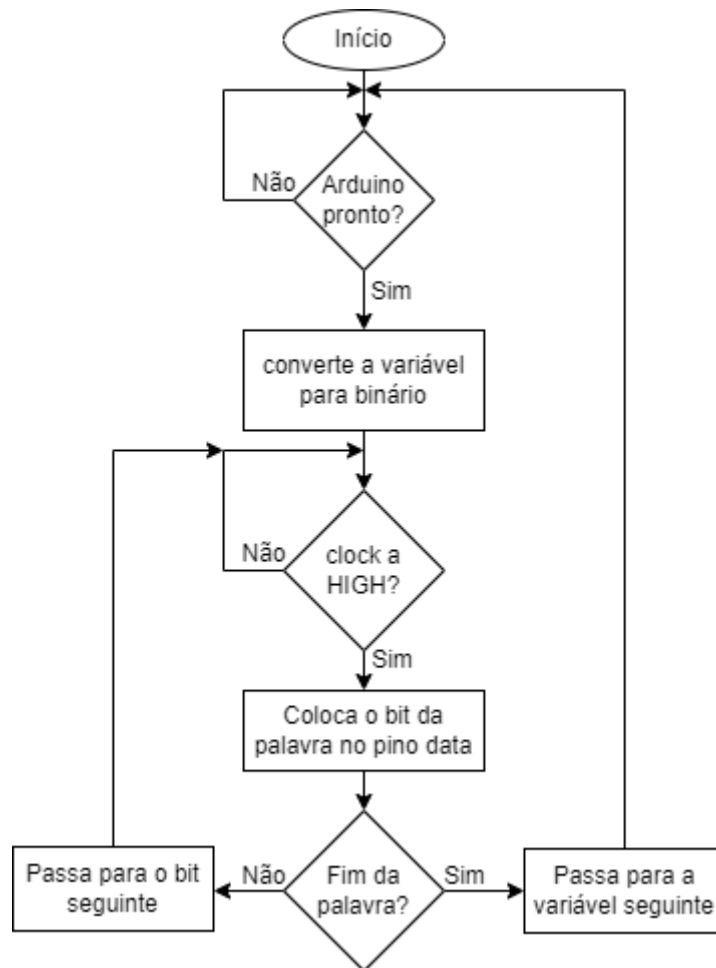 Início
Não
Arduino
pronto?
Sim
converte a variável
para binário
Não
clock a
HIGH?
Sim
Coloca o bit da
palavra no pino data
Passa para o bit
seguinte
Não
Fim da
palavra?
Sim
Passa para a
variável seguinte